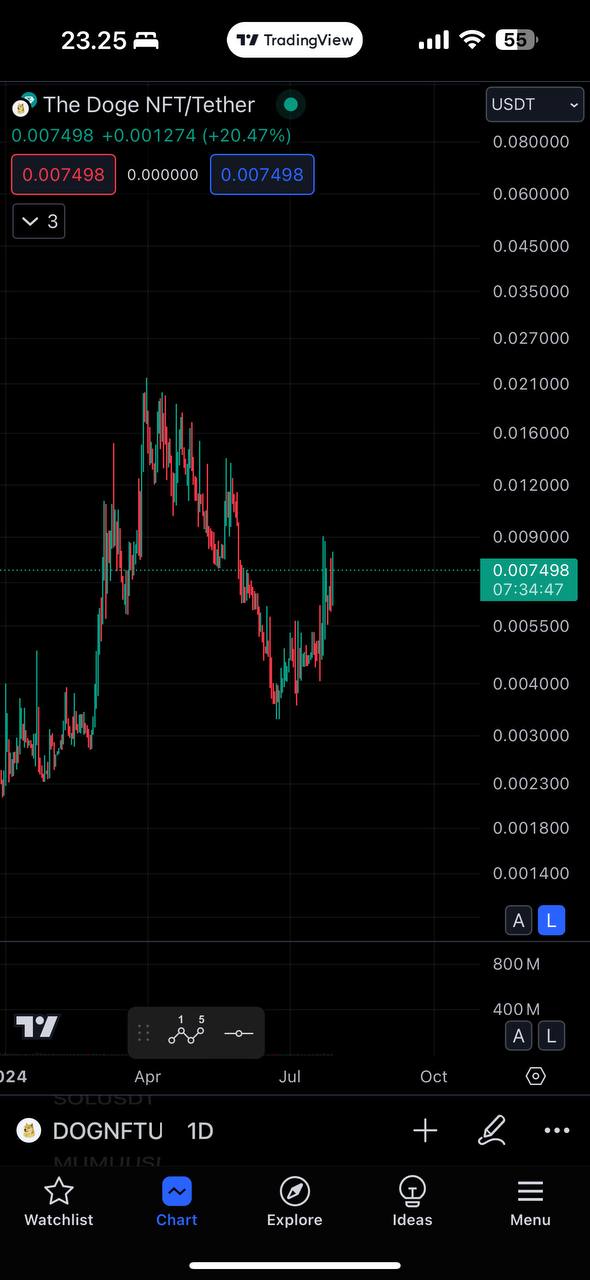 23.25
TradingView
55
The Doge NFT/Tether
USDT
0.007498 +0.001274 (+20.47%)
0.007498 0.000000 0.007498
3
0.080000
0.060000
0.045000
0.035000
0.027000
0.021000
0.016000
0.012000
0.009000
0.007498
07:34:47
0.005500
0.004000
0.003000
0.002300
0.001800
0.001400
A L
800 M
400 M
1 5
A L
024 Apr Jul Oct
SOLUSDT
DOGNFTU 1D
Watchlist Chart Explore Ideas Menu